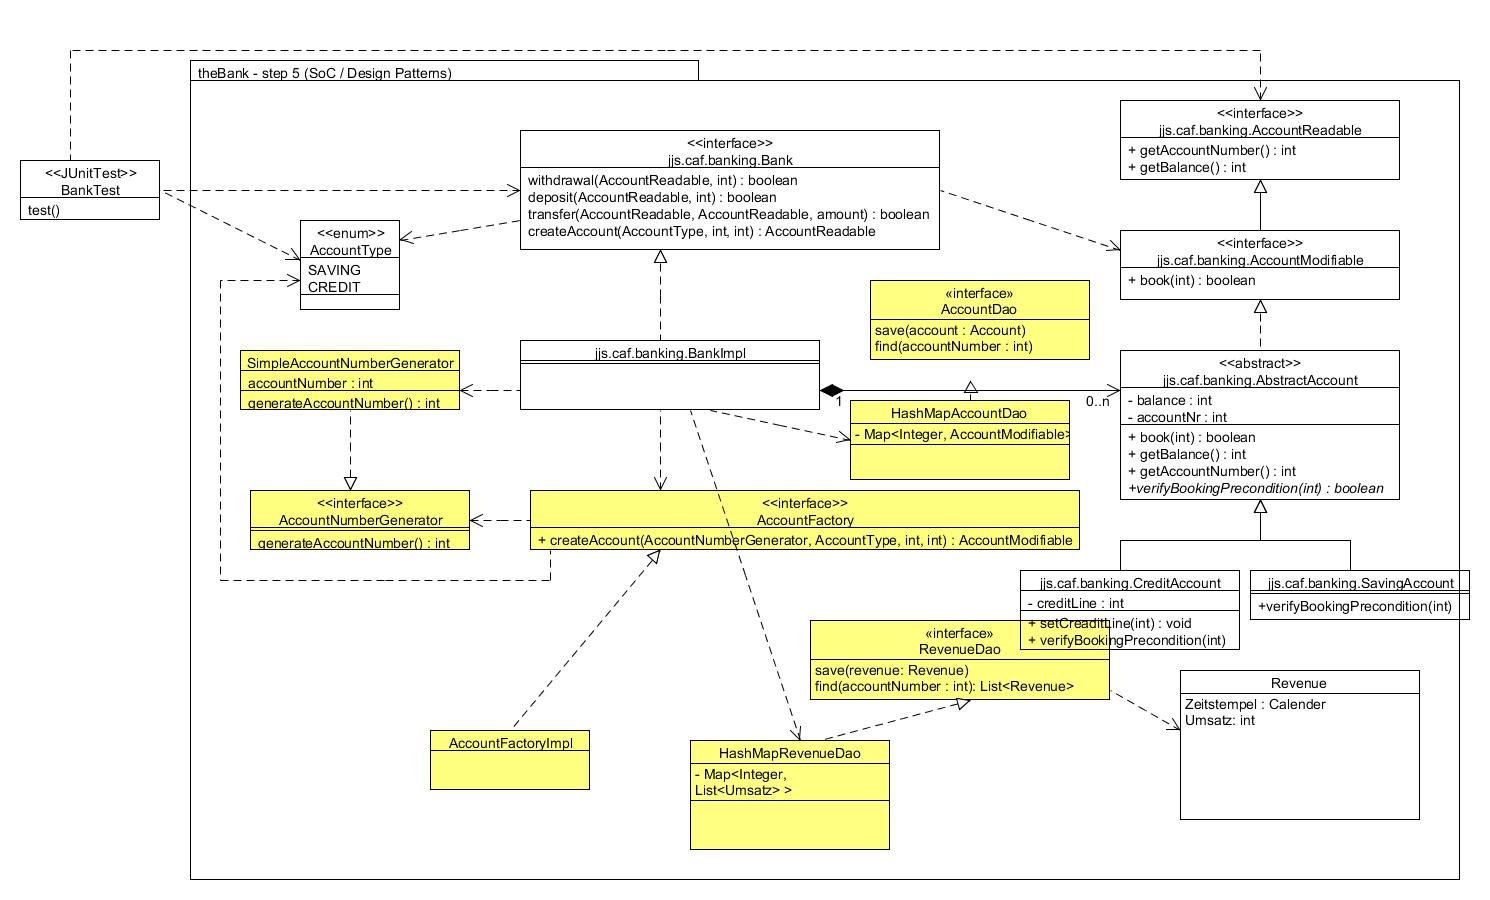 theBank - step 5 (SoC / Design Patterns)
<<JUnitTest>>
BankTest
test()
<<enum>>
AccountType
SAVING
CREDIT
<<interface>>
jjs.caf.banking.Bank
withdrawal(AccountReadable, int) : boolean
deposit(AccountReadable, int) : boolean
transfer(AccountReadable, AccountReadable, amount) : boolean
createAccount(AccountType, int, int) : AccountReadable
<<interface>>
jjs.caf.banking.AccountReadable
+ getAccountNumber() : int
+ getBalance() : int
<<interface>>
jjs.caf.banking.AccountModifiable
+ book(int) : boolean
«interface»
AccountDao
save(account : Account)
find(accountNumber : int)
SimpleAccountNumberGenerator
accountNumber : int
generateAccountNumber() : int
jjs.caf.banking.BankImpl
1
0..n
HashMapAccountDao
- Map<Integer, AccountModifiable>
<<abstract>>
jjs.caf.banking.AbstractAccount
- balance : int
- accountNr : int
+ book(int) : boolean
+ getBalance() : int
+ getAccountNumber() : int
+verifyBookingPrecondition(int) : boolean
<<interface>>
AccountNumberGenerator
generateAccountNumber() : int
<<interface>>
AccountFactory
+ createAccount(AccountNumberGenerator, AccountType, int, int) : AccountModifiable
jjs.caf.banking.CreditAccount
- creditLine : int
+ setCreaditLine(int) : void
+ verifyBookingPrecondition(int)
jjs.caf.banking.SavingAccount
+verifyBookingPrecondition(int)
«interface»
RevenueDao
save(revenue: Revenue)
find(accountNumber : int): List<Revenue>
Revenue
Zeitstempel : Calender
Umsatz: int
AccountFactoryImpl
HashMapRevenueDao
- Map<Integer,
List<Umsatz> >